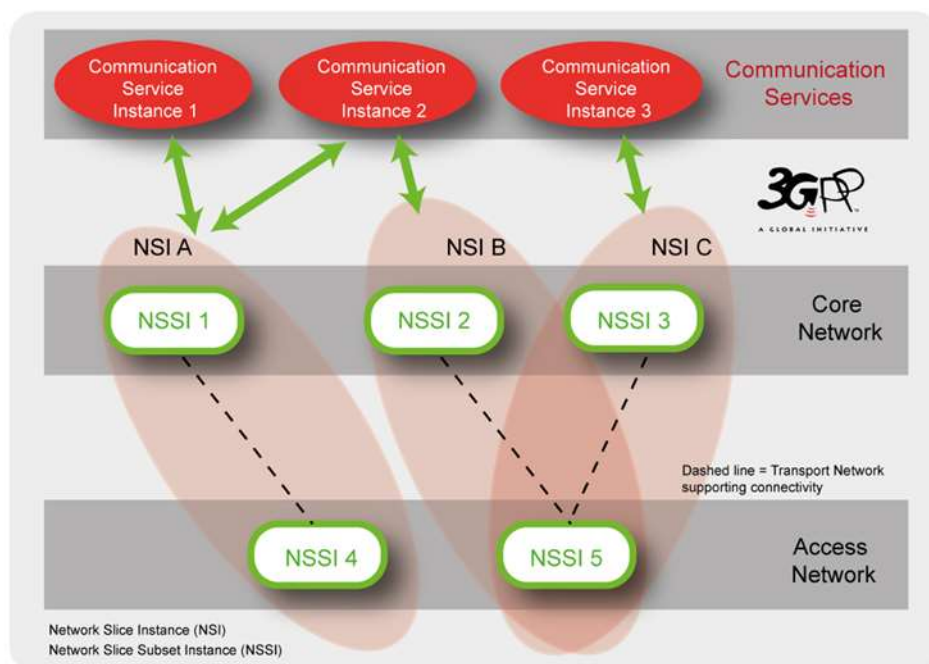 Communication
Service
Instance 1
Communication
Service
Instance 2
Communication
Service
Instance 3
Communication
Services
3GPP
TM
A GLOBAL INITIATIVE
NSI A
NSI B
NSI C
NSSI 1
NSSI 2
NSSI 3
Core
Network
Dashed line = Transport Network
supporting connectivity
NSSI 4
NSSI 5
Access
Network
Network Slice Instance (NSI)
Network Slice Subset Instance (NSSI)